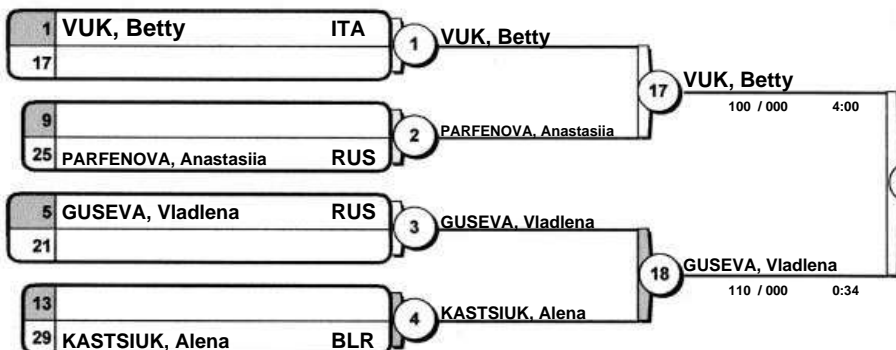 1 VUK, Betty ITA
17
1 VUK, Betty
9
25 PARFENOVA, Anastasiia RUS
2 PARFENOVA, Anastasiia
17 VUK, Betty
100 / 000 4:00
5 GUSEVA, Vladlena RUS
21
3 GUSEVA, Vladlena
13
29 KASTSIUK, Alena BLR
4 KASTSIUK, Alena
18 GUSEVA, Vladlena
110 / 000 0:34